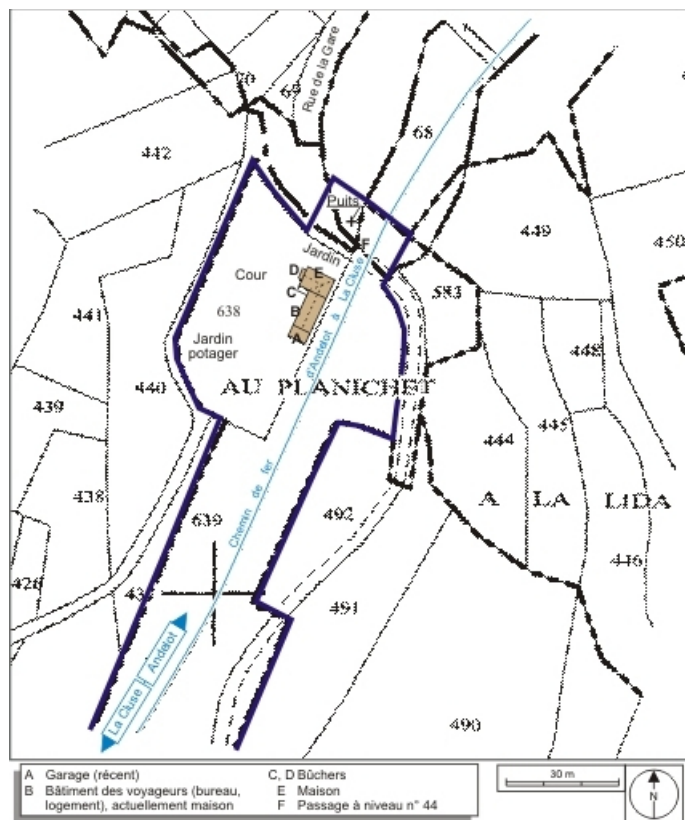 70
69
Rue de la Gare
68
442
Puits
F
449
450
Jardin
D E
Cour
C
638
B
583
441
Jardin
potager
A
448
AU PLANICHET
440
439
444
445
438
A LA LIDA
639
492
Chemin de fer d'Andelot à La Cluse
446
43
491
La Cluse
Andelot
490
A Garage (récent)
B Bâtiment des voyageurs (bureau,
logement), actuellement maison
C, D Bûchers
E Maison
F Passage à niveau n° 44
30 m
N